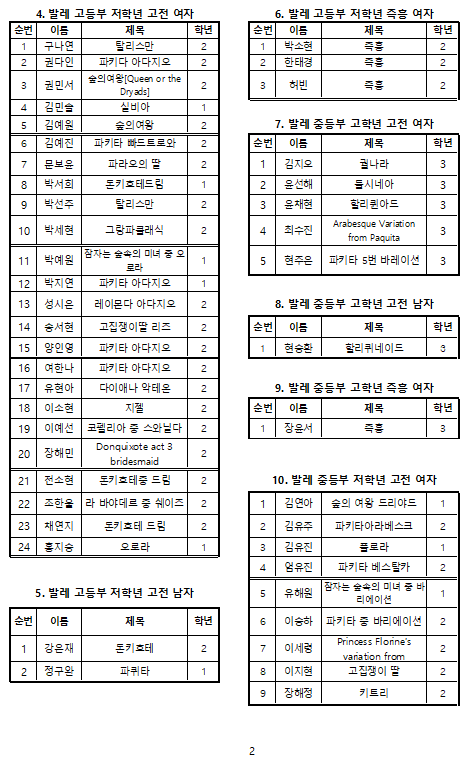 4. 발레 고등부 저학년 고전 여자
순번 이름 제목 학년
1 구나연 탈리스만 2
2 권다인 파키타 아다지오 2
3 권민서 숲의여왕[Queen or the Dryads] 2
4 김민슬 실비아 1
5 김예원 숲의여왕 2
6 김예진 파키타 빠드트로와 2
7 문보윤 파라오의 딸 2
8 박서희 돈키호테드림 1
9 박선주 탈리스만 2
10 박세현 그랑파클래식 2
11 박예원 잠자는 숲속의 미녀 중 오로라 1
12 박지연 파키타 아다지오 1
13 성시은 레이몬다 아다지오 2
14 송서현 고집쟁이딸 리즈 2
15 양인영 파키타 아다지오 2
16 여한나 파키타 아다지오 2
17 유현아 다이애나 악테온 2
18 이소현 지젤 2
19 이예선 코펠리아 중 스와닐다 2
20 장해민 Donquixote act 3 bridesmaid 2
21 전소현 돈키호테중 드림 2
22 조한울 라 바야데르 중 쉐이즈 2
23 채연지 돈키호테 드림 2
24 홍지승 오로라 1
5. 발레 고등부 저학년 고전 남자
순번 이름 제목 학년
1 강은재 돈키호테 2
2 정구완 파퀴타 1
6. 발레 고등부 저학년 즉흥 여자
순번 이름 제목 학년
1 박소현 즉흥 2
2 한태경 즉흥 2
3 허빈 즉흥 2
7. 발레 중등부 고학년 고전 여자
순번 이름 제목 학년
1 김지오 꿜나라 3
2 윤선해 둘시네아 3
3 윤채현 할리퀸아드 3
4 최수진 Arabesque Variation from Paquita 3
5 현주은 파키타 5번 바레이션 3
8. 발레 중등부 고학년 고전 남자
순번 이름 제목 학년
1 현승환 할리퀴네이드 3
9. 발레 중등부 고학년 즉흥 여자
순번 이름 제목 학년
1 장윤서 즉흥 3
10. 발레 중등부 저학년 고전 여자
1 김연아 숲의 여왕 드리야드 1
2 김유주 파키타아라베스크 2
3 김유진 플로라 1
4 엄유진 파키타 베스탈카 2
5 유해원 잠자는 숲속의 미녀 중 바리에이션 1
6 이승하 파키타 중 바리에이션 2
7 이세령 Princess Florine's variation from 2
8 이지현 고집쟁이 딸 2
9 장해정 키트리 2
2